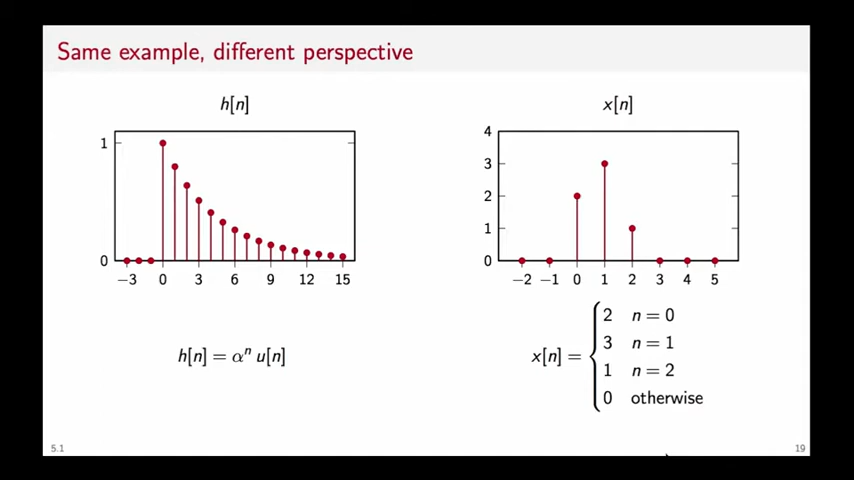 Same example, different perspective
h[n]
1
0
−3 0 3 6 9 12 15
h[n] = αⁿ u[n]
x[n]
4
3
2
1
0
−2 −1 0 1 2 3 4 5
x[n] = { 2 n = 0
3 n = 1
1 n = 2
0 otherwise
5.1
19